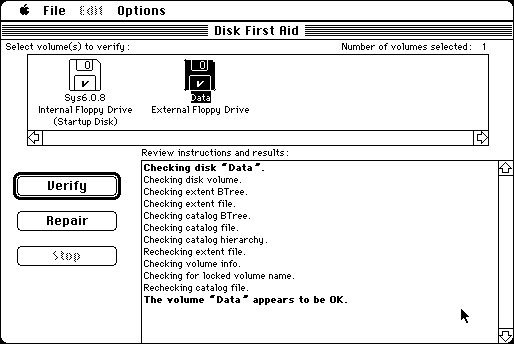 File Edit Options
Disk First Aid
Select volume(s) to verify: Number of volumes selected: 1
0 0
Sys6.0.8 Data
Internal Floppy Drive External Floppy Drive
(Startup Disk)
Review instructions and results:
Verify
Repair
Stop
Checking disk “Data”.
Checking disk volume.
Checking extent BTree.
Checking extent file.
Checking catalog BTree.
Checking catalog file.
Checking catalog hierarchy.
Rechecking extent file.
Checking volume info.
Checking for locked volume name.
Rechecking catalog file.
The volume “Data” appears to be OK.